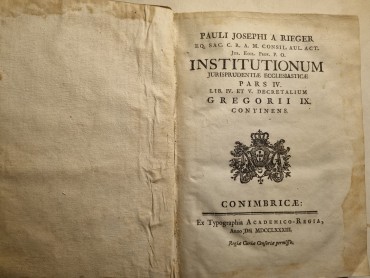 PAULI JOSEPHI A RIEGER
EQ. SAC. C. R. A. M. CONSIL. AUL. ACT.
JUR. ECCL. PROF. P. O.
INSTITUTIONUM
JURISPRUDENTIÆ ECCLESIASTICÆ
PARS IV.
LIB. IV. ET V. DECRETALIUM
GREGORII IX.
CONTINENS.
CONIMBRICÆ:
Ex Typographia ACADEMICO-REGIA,
Anno Dñi MDCCLXXXIII.
Regiæ Curiæ Censoriæ permissu.